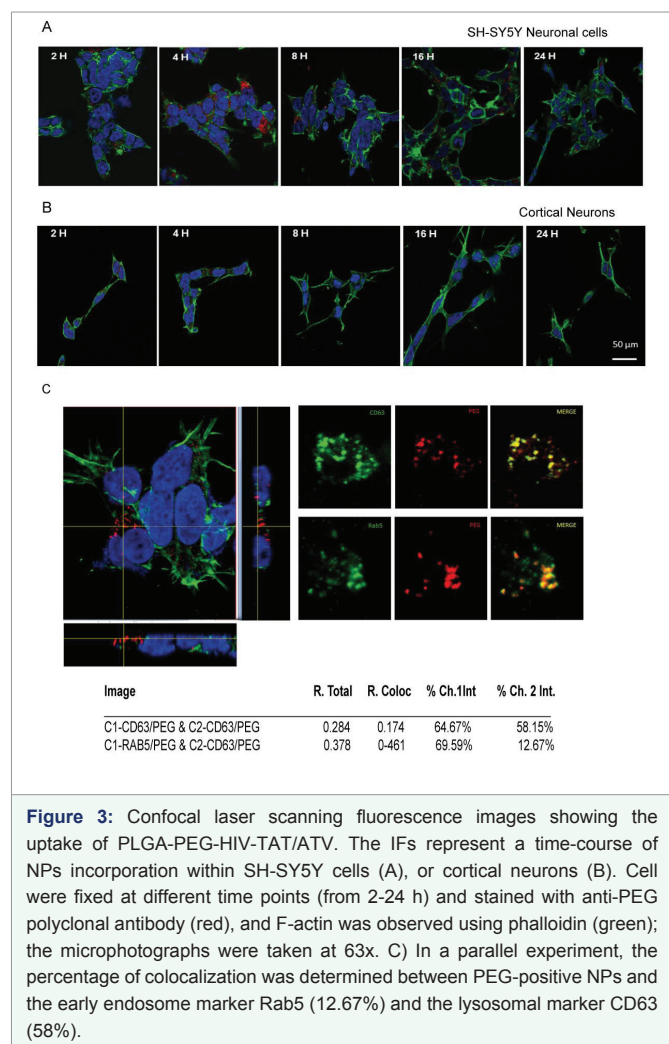 A
SH-SY5Y Neuronal cells
2 H
4 H
8 H
16 H
24 H
B
Cortical Neurons
2 H
4 H
8 H
16 H
24 H
50 µm
C
CD63
PEG
MERGE
Rab5
PEG
MERGE
Image R. Total R. Coloc % Ch.1Int % Ch. 2 Int.
C1-CD63/PEG & C2-CD63/PEG 0.284 0.174 64.67% 58.15%
C1-RAB5/PEG & C2-CD63/PEG 0.378 0-461 69.59% 12.67%
Figure 3: Confocal laser scanning fluorescence images showing the
uptake of PLGA-PEG-HIV-TAT/ATV. The IFs represent a time-course of
NPs incorporation within SH-SY5Y cells (A), or cortical neurons (B). Cell
were fixed at different time points (from 2-24 h) and stained with anti-PEG
polyclonal antibody (red), and F-actin was observed using phalloidin (green);
the microphotographs were taken at 63x. C) In a parallel experiment, the
percentage of colocalization was determined between PEG-positive NPs and
the early endosome marker Rab5 (12.67%) and the lysosomal marker CD63
(58%).